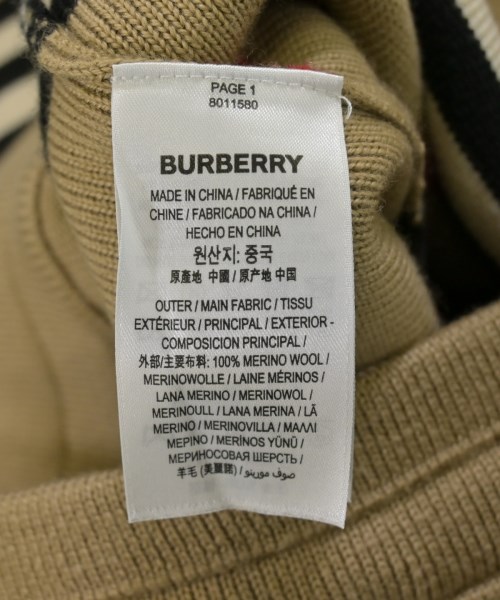 PAGE 1
8011580
BURBERRY
MADE IN CHINA / FABRIQUÉ EN
CHINE / FABRICADO NA CHINA /
HECHO EN CHINA
원산지: 중국
原產地 中國 / 原产地 中国
OUTER / MAIN FABRIC / TISSU
EXTÉRIEUR / PRINCIPAL / EXTERIOR -
COMPOSICIÓN PRINCIPAL /
外部/主要布料: 100% MERINO WOOL /
MERINOWOLLE / LAINE MÉRINOS /
LANA MERINO / MERINOWOL /
MERINOULL / LANA MERINA / LÃ
MERINO / MERINOVILLA / ΜΑΛΛΙ
ΜΕΡΙΝΟ / MERİNOS YÜNÜ /
МЕРИНОСОВАЯ ШЕРСТЬ /
羊毛 (美麗諾) / صوف مورينو